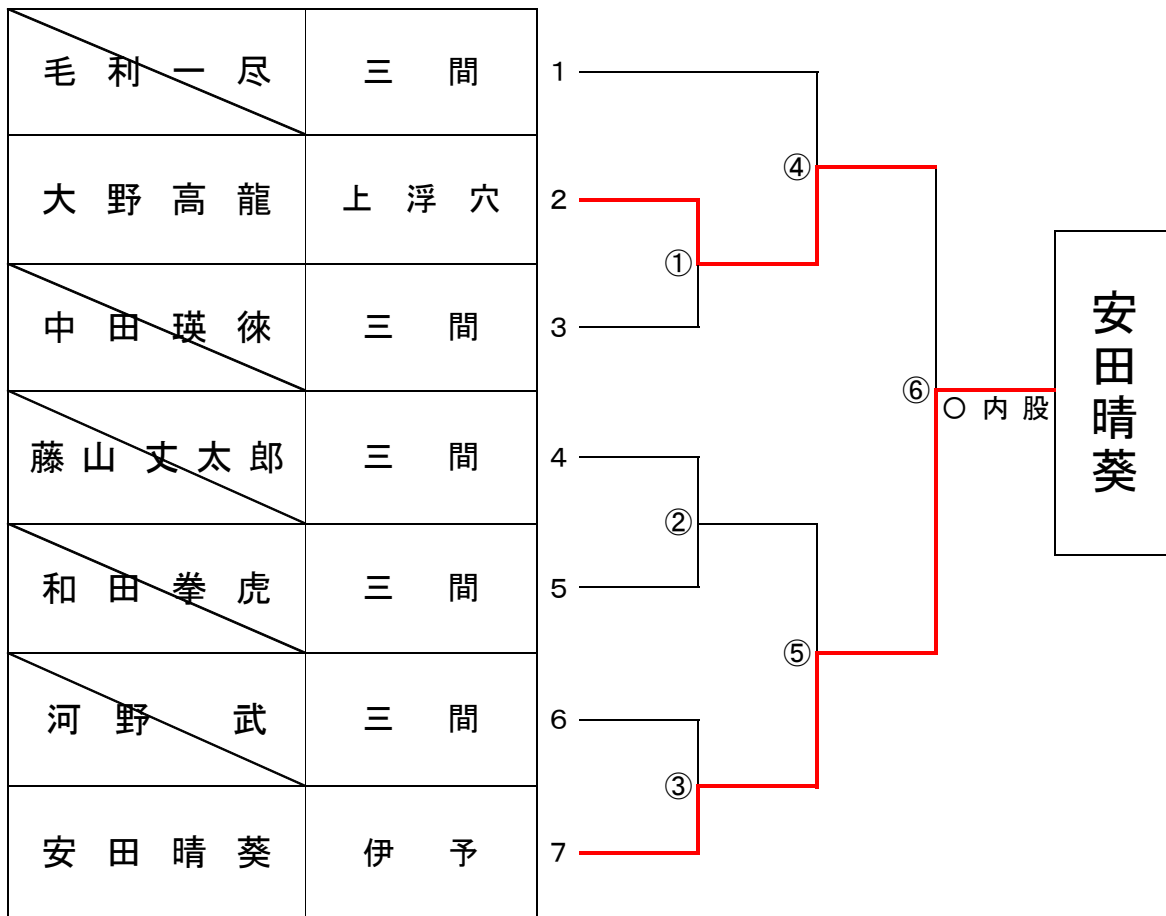 毛利一尽 三間 1
④
大野高龍 上浮穴 2
①
中田瑛徠 三間 3
⑥ 〇内股 安田晴葵
藤山丈太郎 三間 4
②
和田拳虎 三間 5
⑤
河野武 三間 6
③
安田晴葵 伊予 7